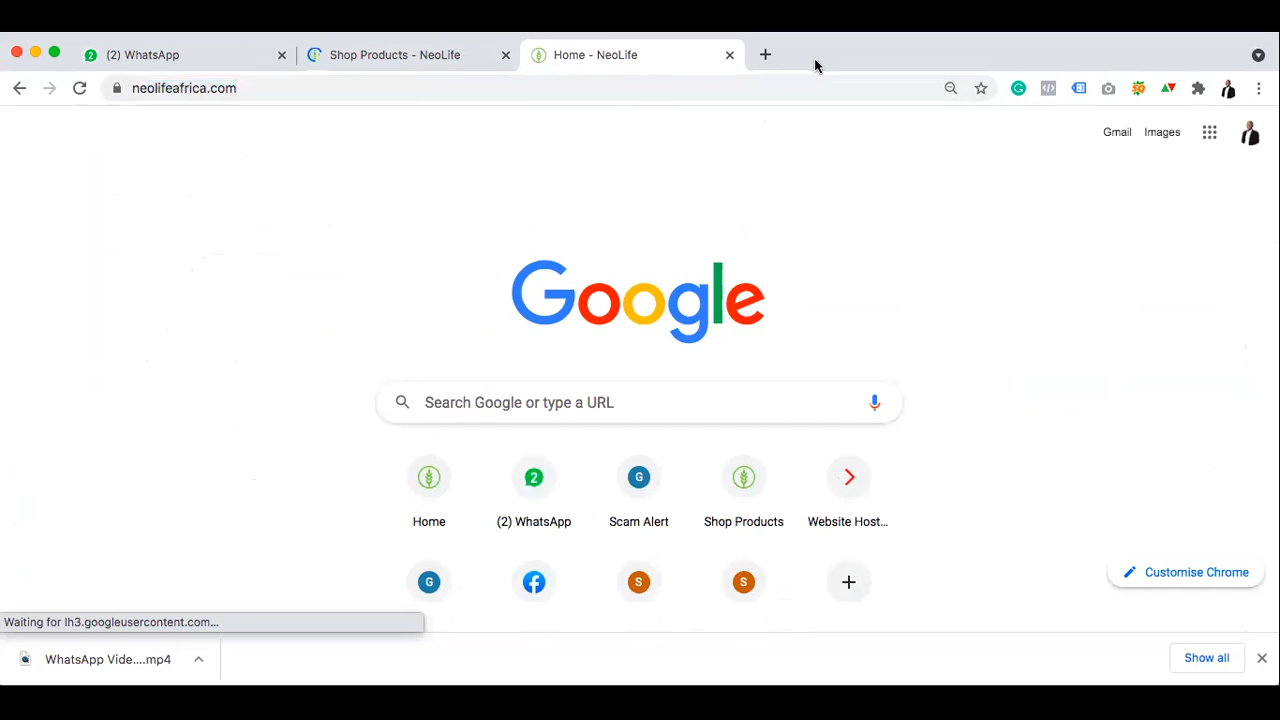 (2) WhatsApp
Shop Products - NeoLife
Home - NeoLife
neolifeafrica.com
Gmail Images
Google
Search Google or type a URL
2
G
Home
(2) WhatsApp
Scam Alert
Shop Products
Website Host...
G
S
S
Customise Chrome
Waiting for lh3.googleusercontent.com...
WhatsApp Vide....mp4
Show all